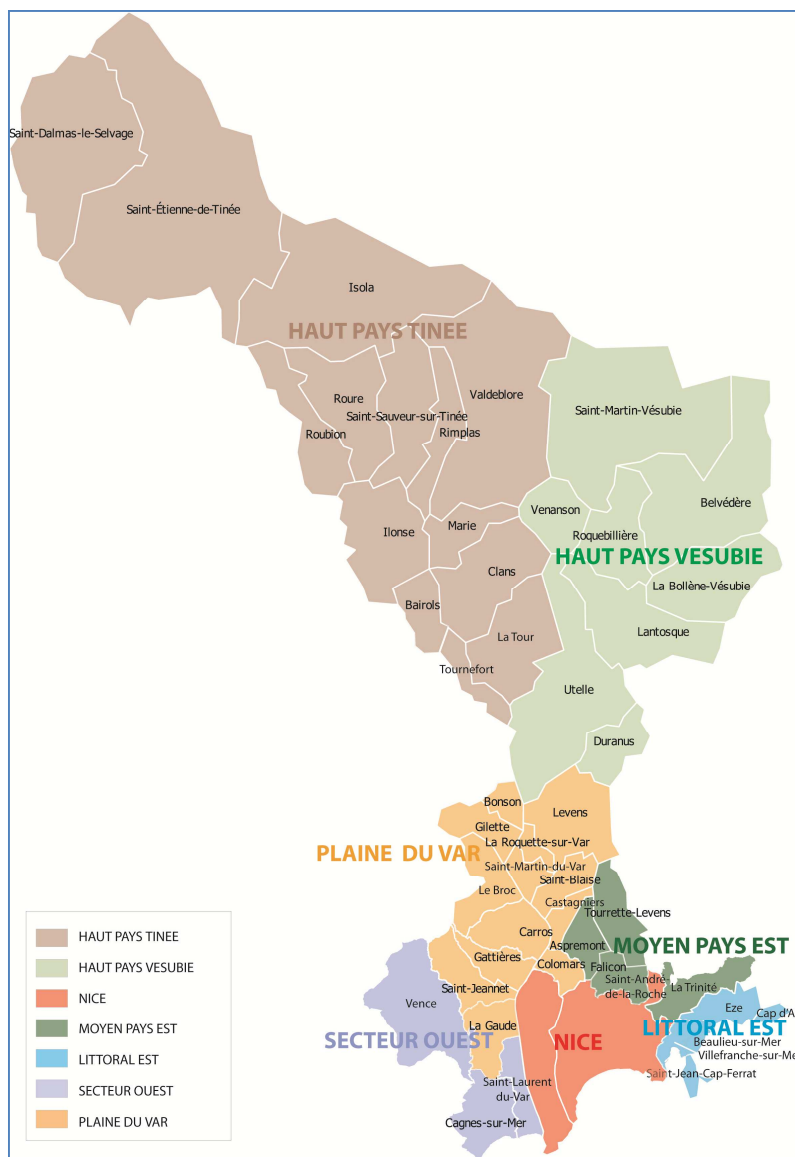 Saint-Dalmas-le-Selvage
Saint-Étienne-de-Tinée
Isola
HAUT PAYS TINEE
Valdeblore
Roure
Saint-Martin-Vésubie
Saint-Sauveur-sur-Tinée
Roubion
Rimplas
Belvédère
Venanson
Marie
Ilonse
Roquebillière
HAUT PAYS VESUBIE
Clans
La Bollène-Vésubie
Bairols
La Tour
Lantosque
Tournefort
Utelle
Duranus
Bonson
Levens
Gilette
La Roquette-sur-Var
PLAINE DU VAR
Saint-Martin-du-Var
Saint-Blaise
Le Broc
Castagniers
Tourrette-Levens
Carros
Aspremont
MOYEN PAYS EST
Gattières
Colomars
Falicon
Saint-André-
de-la-Roche
La Trinité
Saint-Jeannet
Vence
Eze
Cap d'A
La Gaude
LITTORAL EST
SECTEUR OUEST
NICE
Beaulieu-sur-Mer
Villefranche-sur-Me
Saint-Jean-Cap-Ferrat
Saint-Laurent
du-Var
Cagnes-sur-Mer
HAUT PAYS TINEE
HAUT PAYS VESUBIE
NICE
MOYEN PAYS EST
LITTORAL EST
SECTEUR OUEST
PLAINE DU VAR